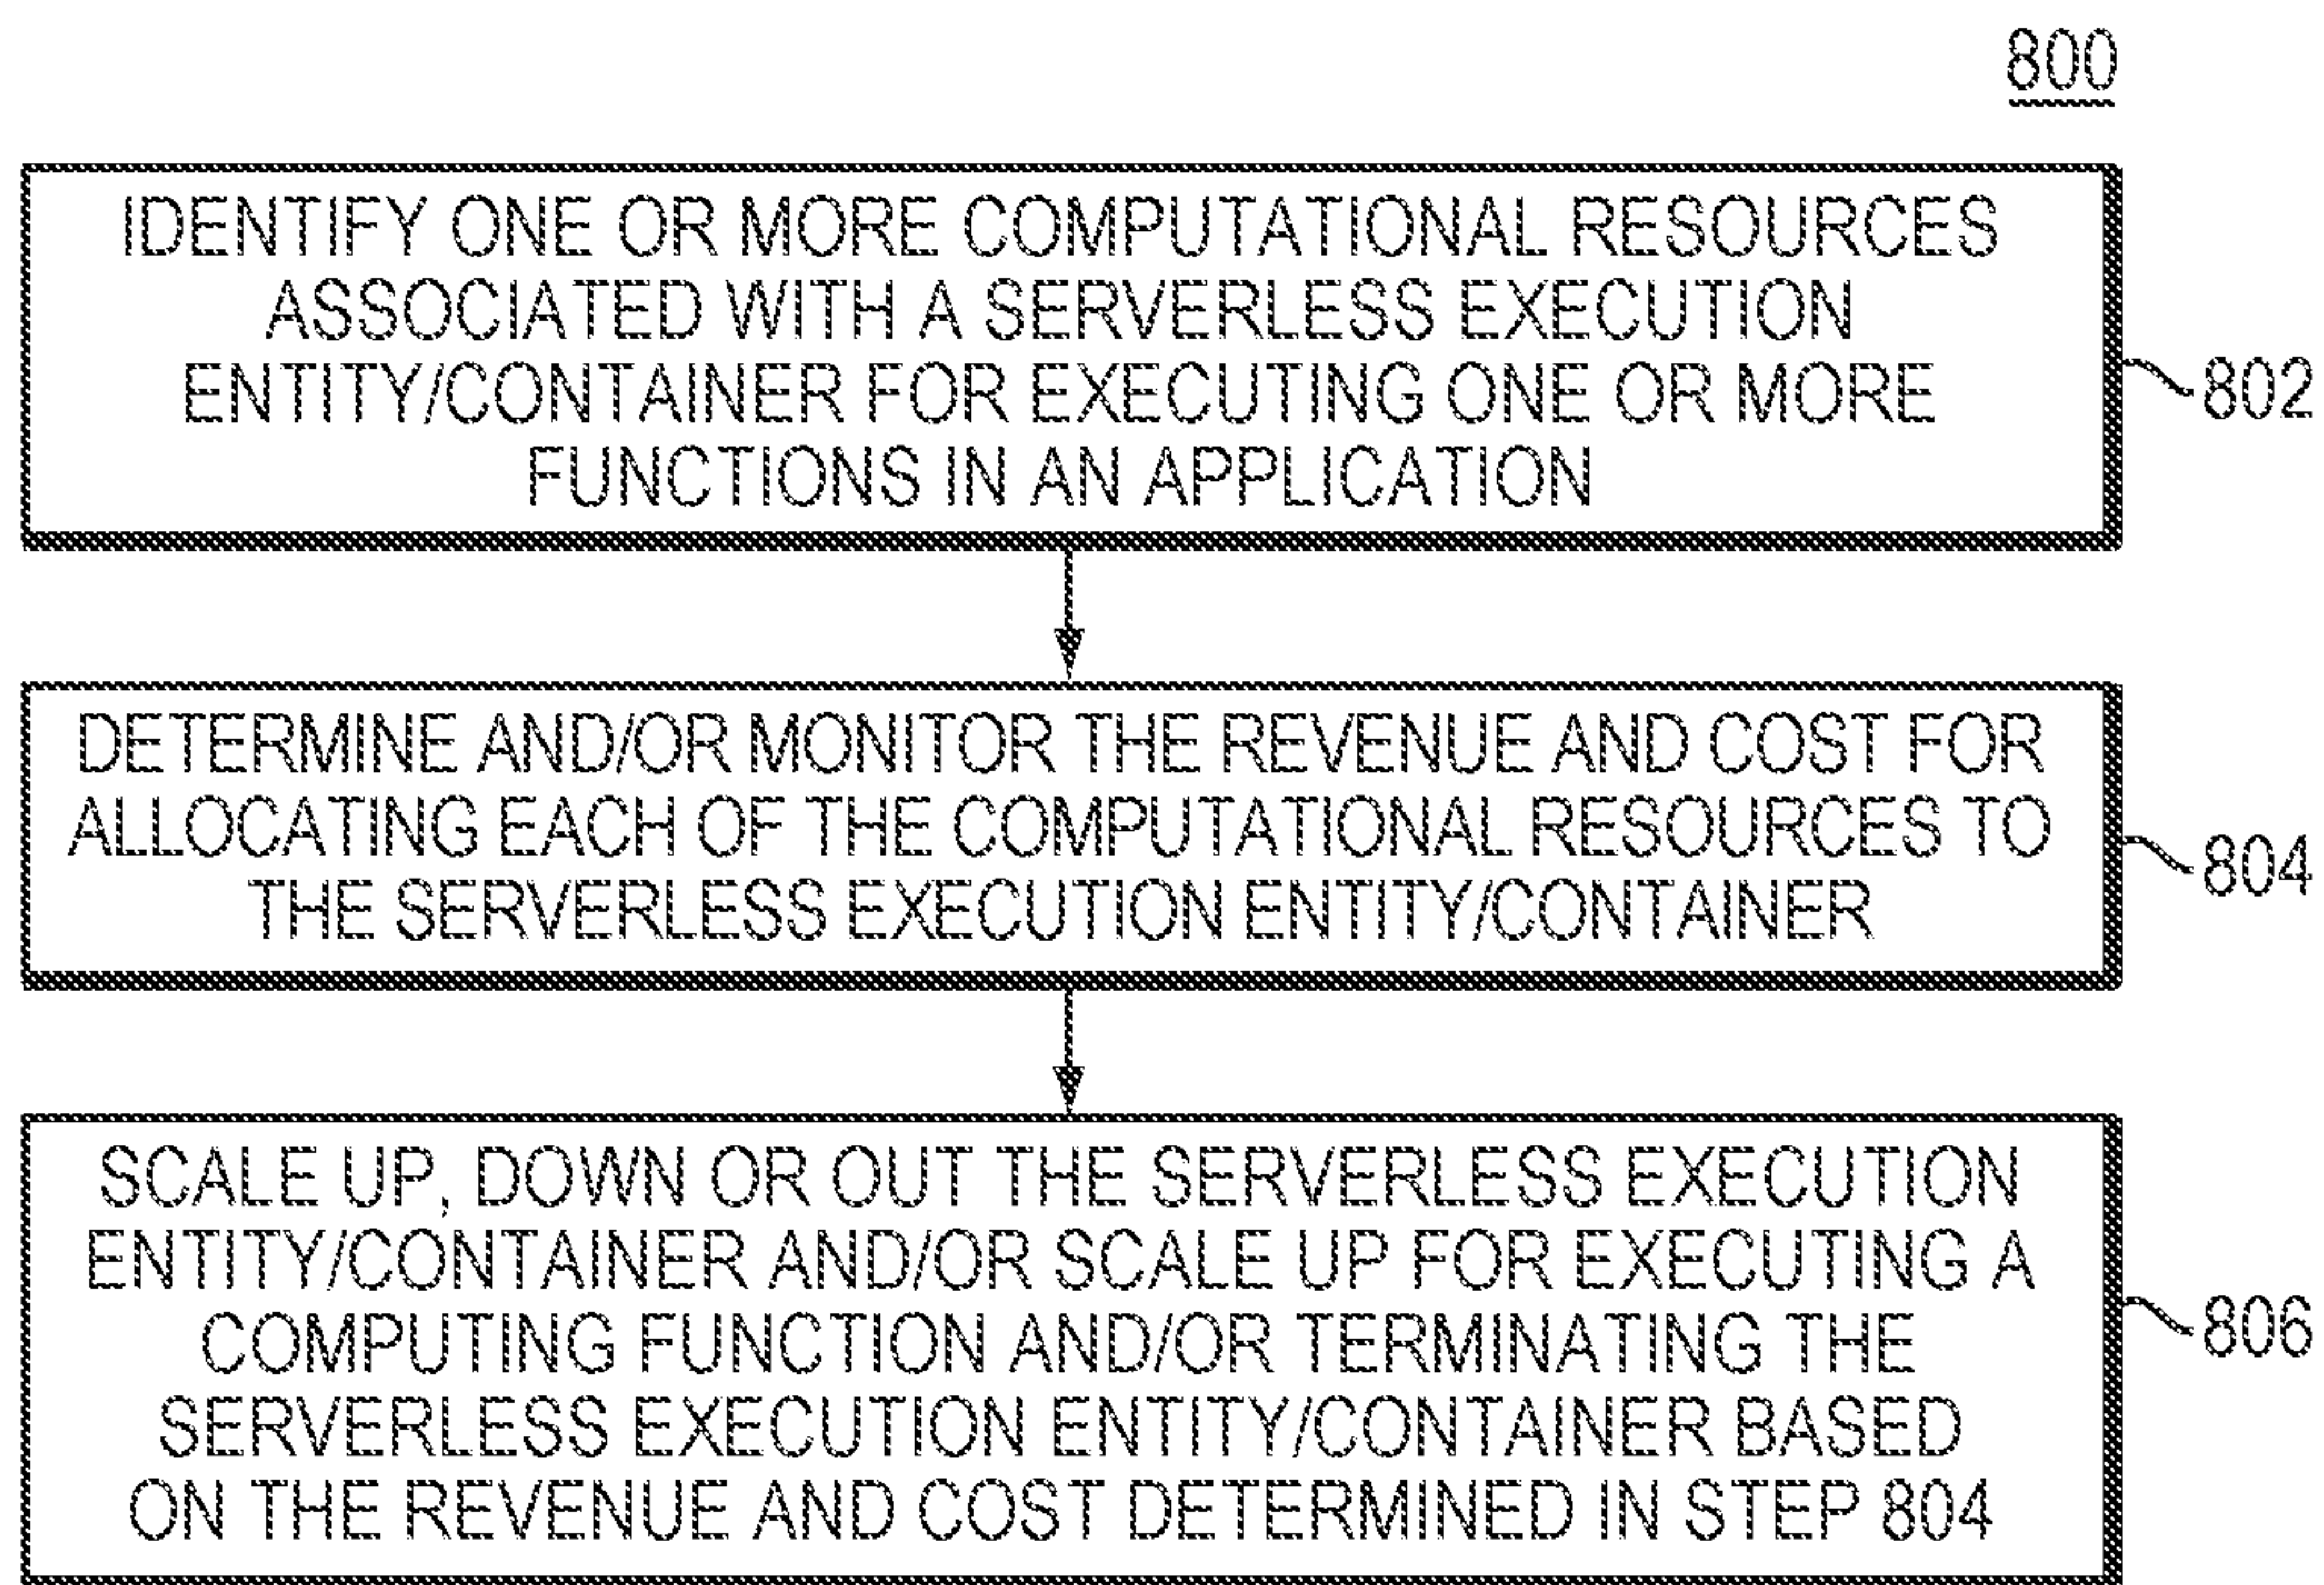 800
IDENTIFY ONE OR MORE COMPUTATIONAL RESOURCES
ASSOCIATED WITH A SERVERLESS EXECUTION
ENTITY/CONTAINER FOR EXECUTING ONE OR MORE
FUNCTIONS IN AN APPLICATION
802
DETERMINE AND/OR MONITOR THE REVENUE AND COST FOR
ALLOCATING EACH OF THE COMPUTATIONAL RESOURCES TO
THE SERVERLESS EXECUTION ENTITY/CONTAINER
804
SCALE UP, DOWN OR OUT THE SERVERLESS EXECUTION
ENTITY/CONTAINER AND/OR SCALE UP FOR EXECUTING A
COMPUTING FUNCTION AND/OR TERMINATING THE
SERVERLESS EXECUTION ENTITY/CONTAINER BASED
ON THE REVENUE AND COST DETERMINED IN STEP 804
806